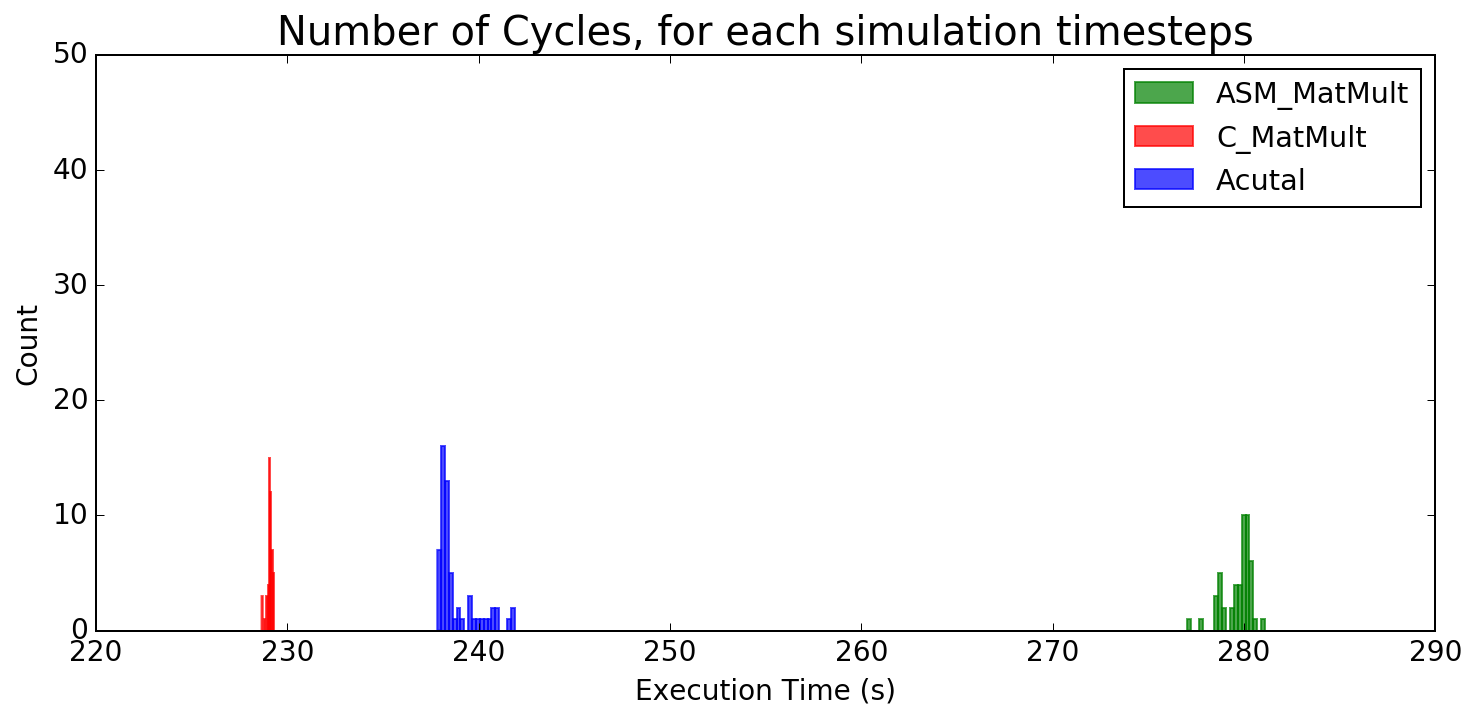 Number of Cycles, for each simulation timesteps
50
40
30
20
10
0
Count
ASM_MatMult
C_MatMult
Acutal
220 230 240 250 260 270 280 290
Execution Time (s)